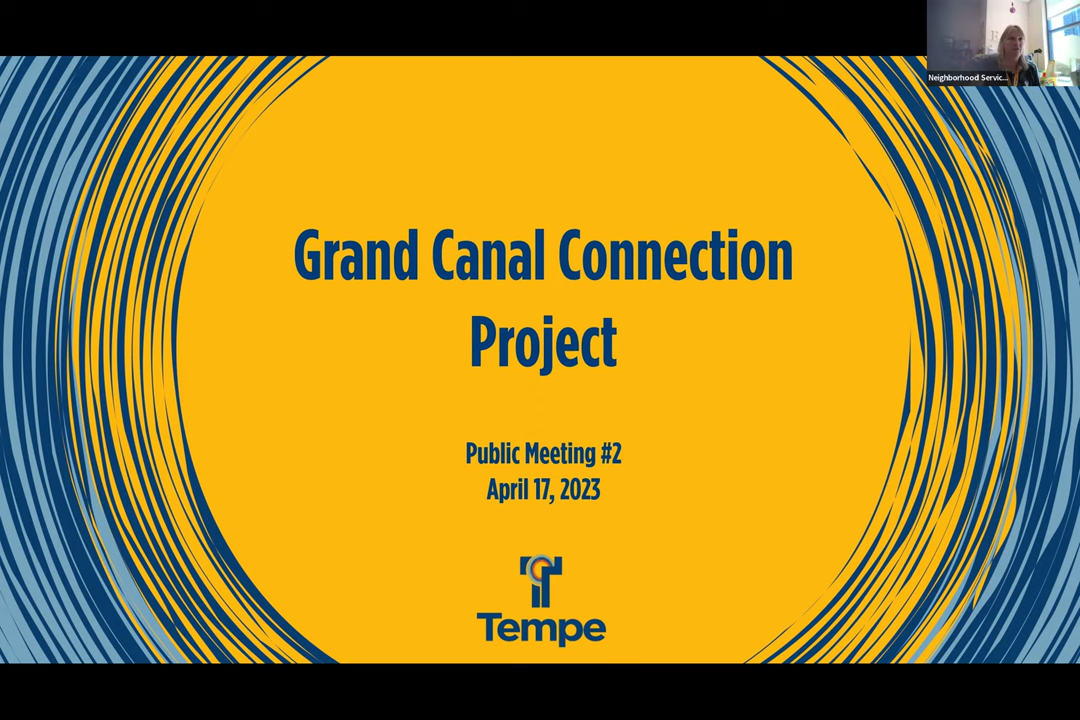 Neighborhood Servic...
Grand Canal Connection
Project
Public Meeting #2
April 17, 2023
Tempe